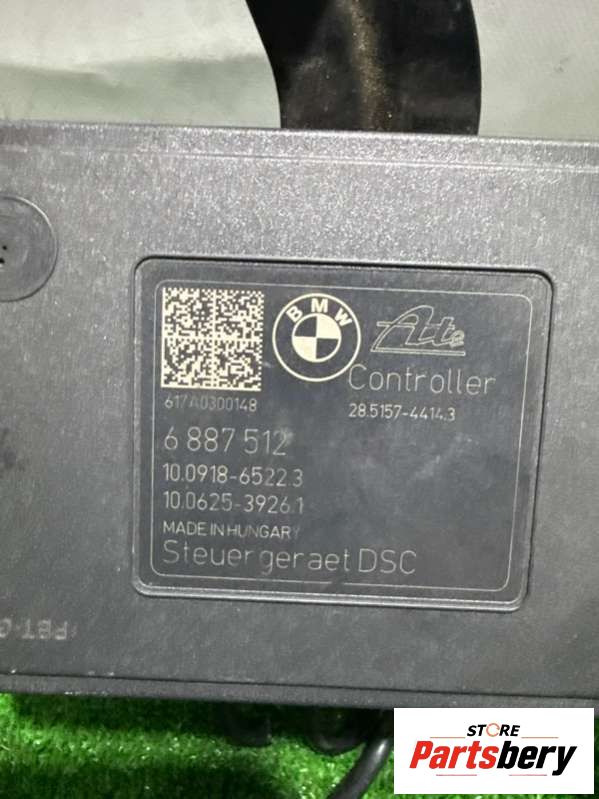 BMW
Ate
Controller
617A0300148
28.5157-4414.3
6 887 512
10.0918-6522.3
10.0625-3926.1
MADE IN HUNGARY
Steuergeraet DSC
STORE
Partsbery